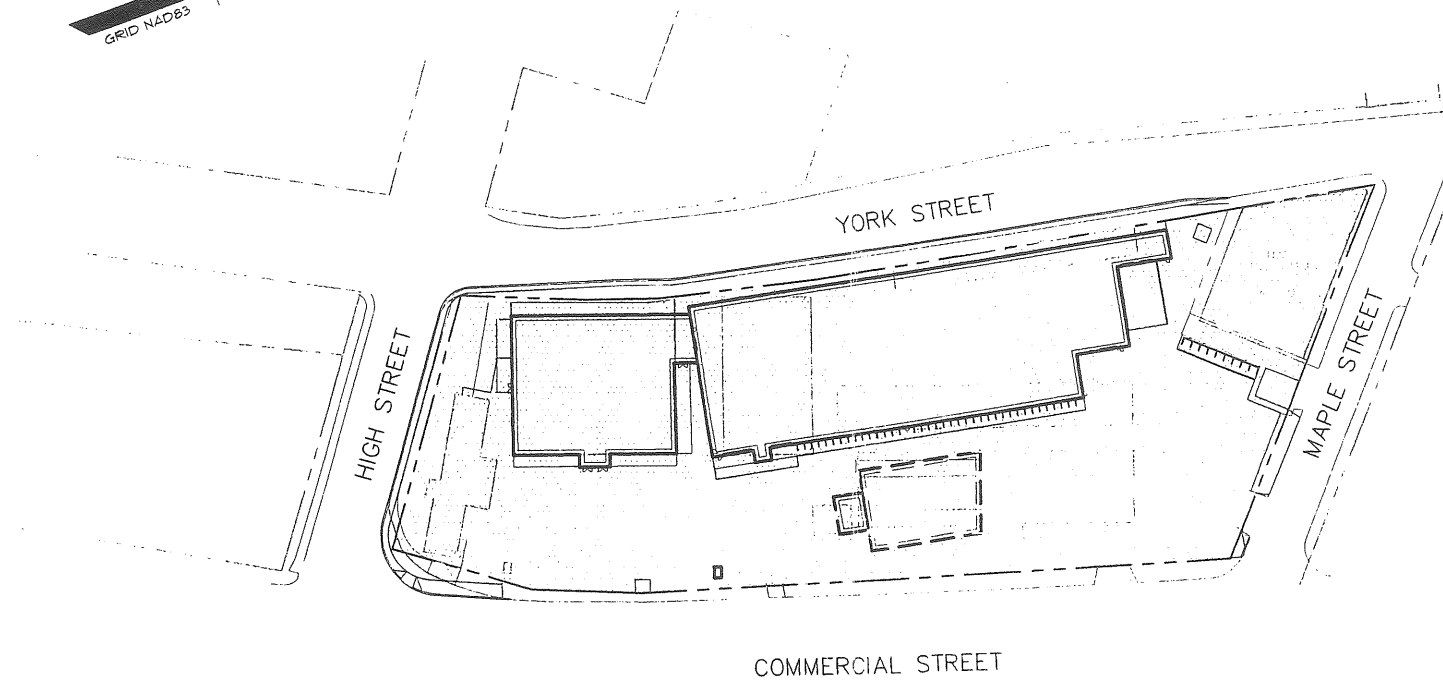 GRID NAD83
YORK STREET
HIGH STREET
MAPLE STREET
COMMERCIAL STREET